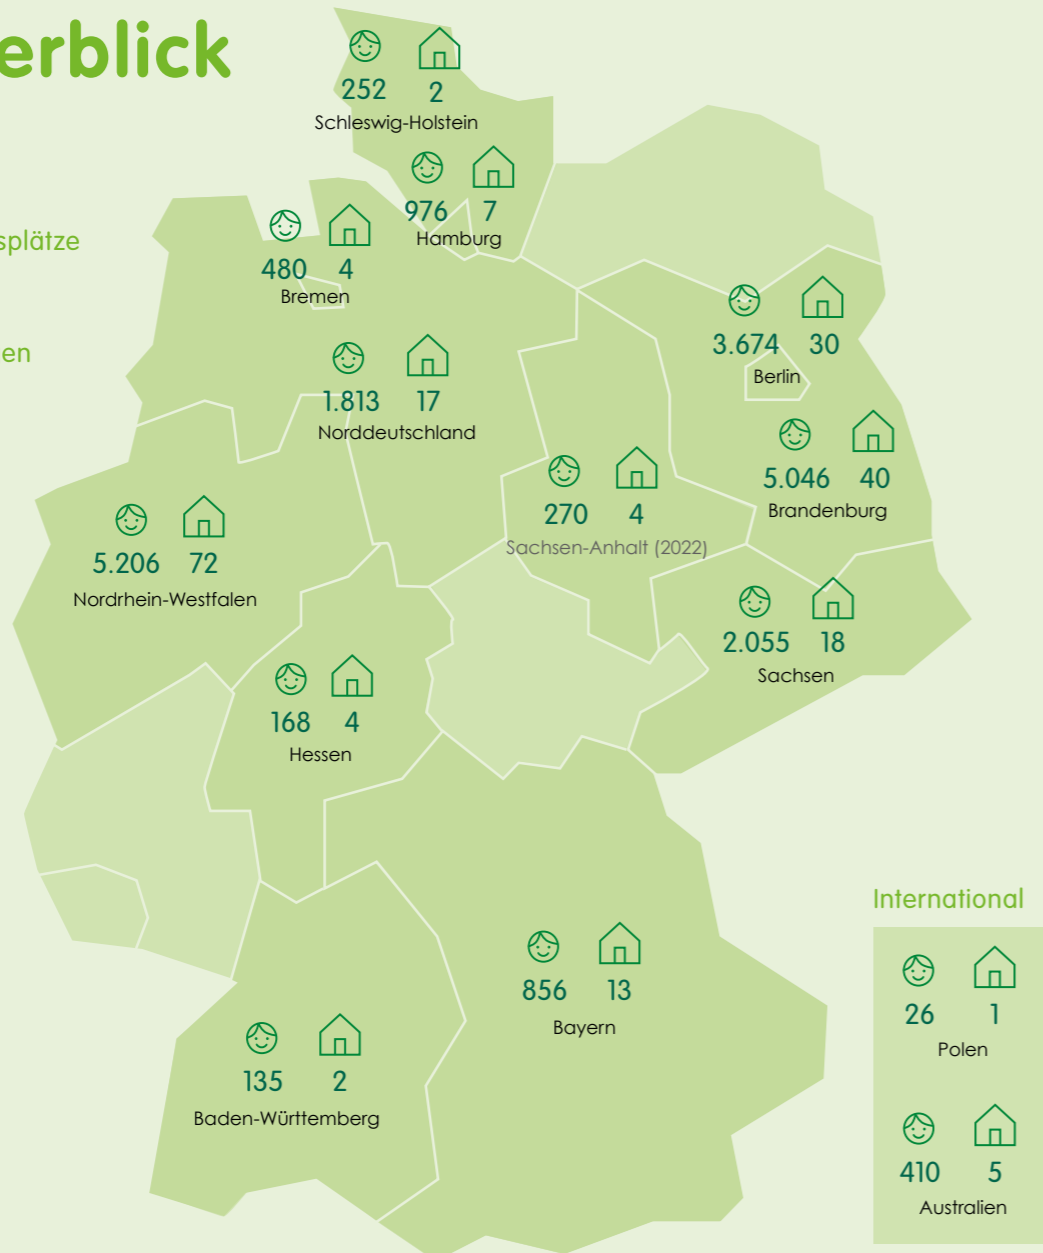 erblick
252 2
Schleswig-Holstein
976 7
Hamburg
splätze
480 4
Bremen
en
3.674 30
Berlin
1.813 17
Norddeutschland
5.046 40
Brandenburg
270 4
Sachsen-Anhalt (2022)
5.206 72
Nordrhein-Westfalen
2.055 18
Sachsen
168 4
Hessen
856 13
Bayern
135 2
Baden-Württemberg
International
26 1
Polen
410 5
Australien